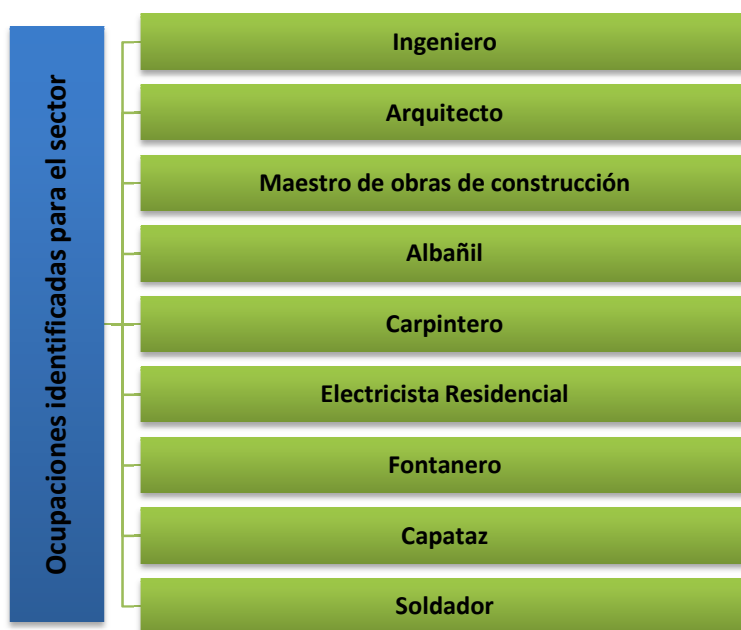 Ocupaciones identificadas para el sector
Ingeniero
Arquitecto
Maestro de obras de construcción
Albañil
Carpintero
Electricista Residencial
Fontanero
Capataz
Soldador